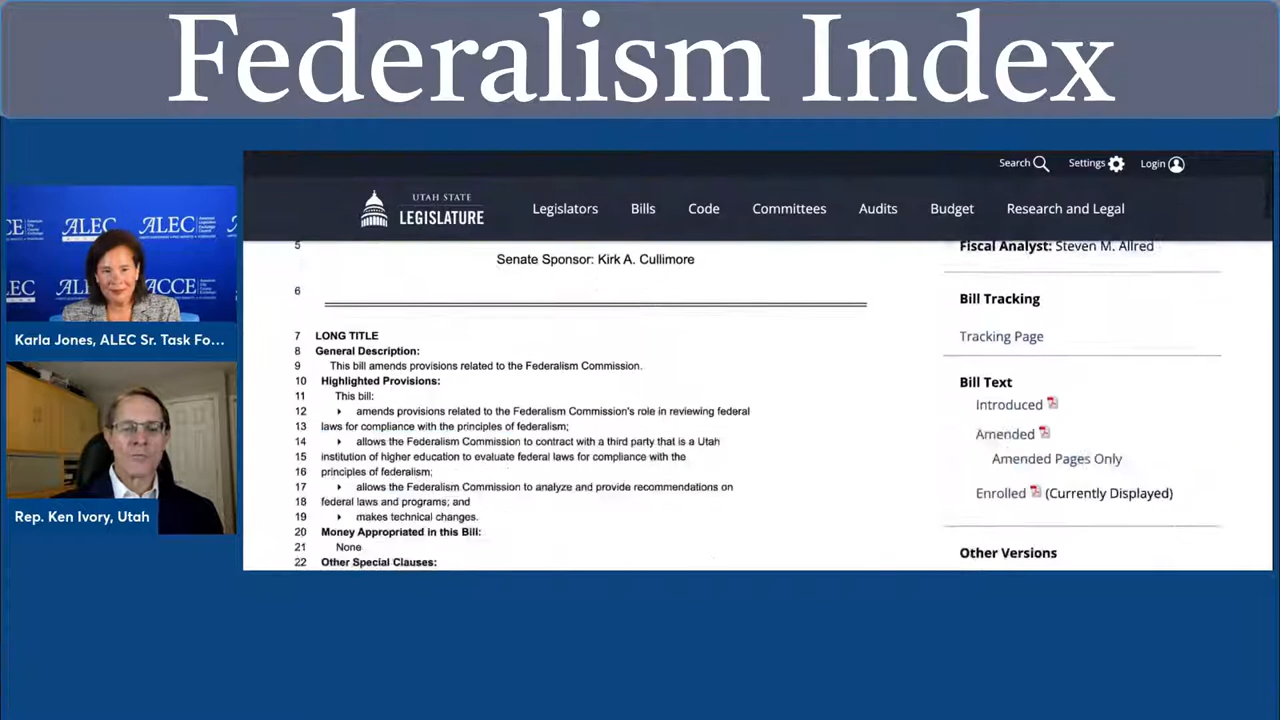 Federalism Index
Search
Settings
Login
UTAH STATE
LEGISLATURE
Legislators
Bills
Code
Committees
Audits
Budget
Research and Legal
ALEC
ALEC
CE
LEC
ACCE
Karla Jones, ALEC Sr. Task Fo...
Rep. Ken Ivory, Utah
5
Senate Sponsor: Kirk A. Cullimore
6
7 LONG TITLE
8 General Description:
9 This bill amends provisions related to the Federalism Commission.
10 Highlighted Provisions:
11 This bill:
12 ‣ amends provisions related to the Federalism Commission's role in reviewing federal
13 laws for compliance with the principles of federalism;
14 ‣ allows the Federalism Commission to contract with a third party that is a Utah
15 institution of higher education to evaluate federal laws for compliance with the
16 principles of federalism;
17 ‣ allows the Federalism Commission to analyze and provide recommendations on
18 federal laws and programs; and
19 ‣ makes technical changes.
20 Money Appropriated in this Bill:
21 None
22 Other Special Clauses:
Fiscal Analyst: Steven M. Allred
Bill Tracking
Tracking Page
Bill Text
Introduced
Amended
Amended Pages Only
Enrolled (Currently Displayed)
Other Versions